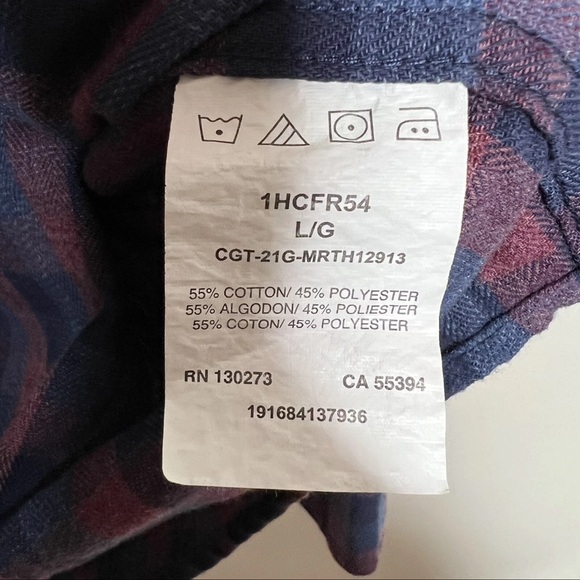 1HCFR54
L/G
CGT-21G-MRTH12913
55% COTTON/ 45% POLYESTER
55% ALGODON/ 45% POLIESTER
55% COTON/ 45% POLYESTER
RN 130273 CA 55394
191684137936